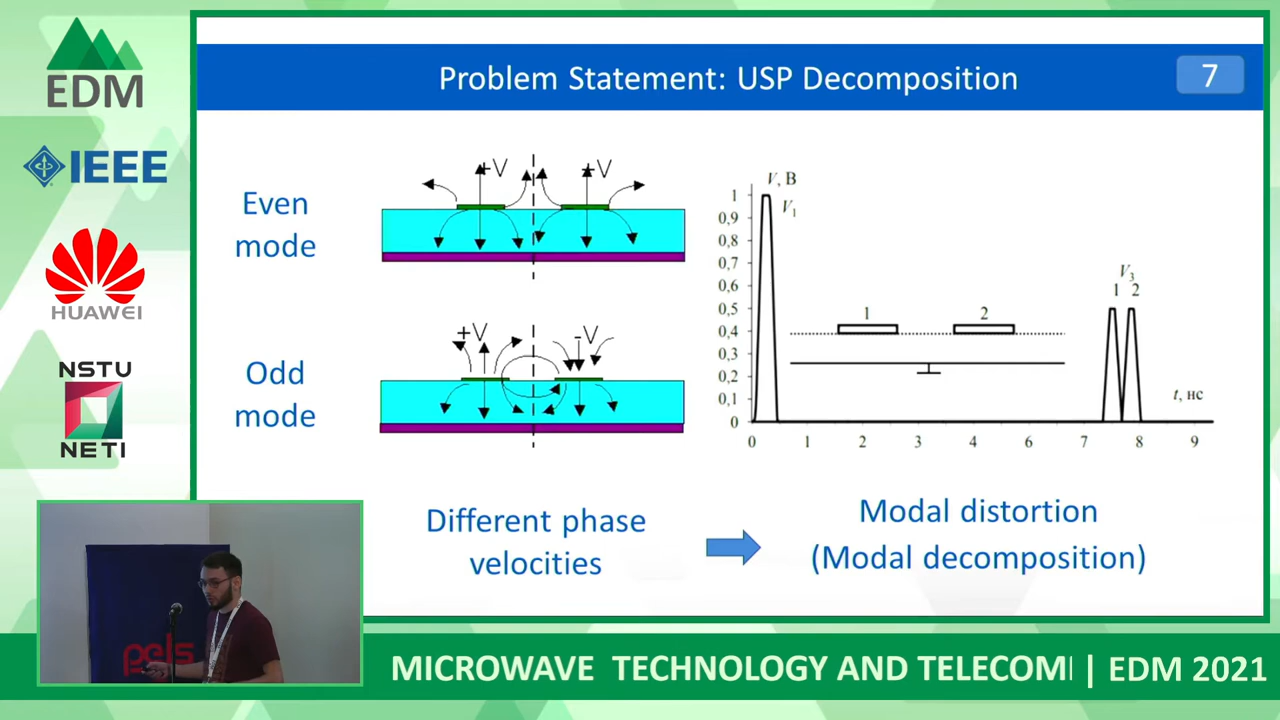 EDM
IEEE
HUAWEI
NSTU
NETI
Problem Statement: USP Decomposition
7
Even
mode
+V
+V
Odd
mode
+V
-V
V, В
V₁
1
0,9
0,8
0,7
0,6
0,5
0,4
0,3
0,2
0,1
0
V₃
1 2
1
2
t, нс
0 1 2 3 4 5 6 7 8 9
Different phase
velocities
Modal distortion
(Modal decomposition)
pels
MICROWAVE TECHNOLOGY AND TELECOM
| EDM 2021